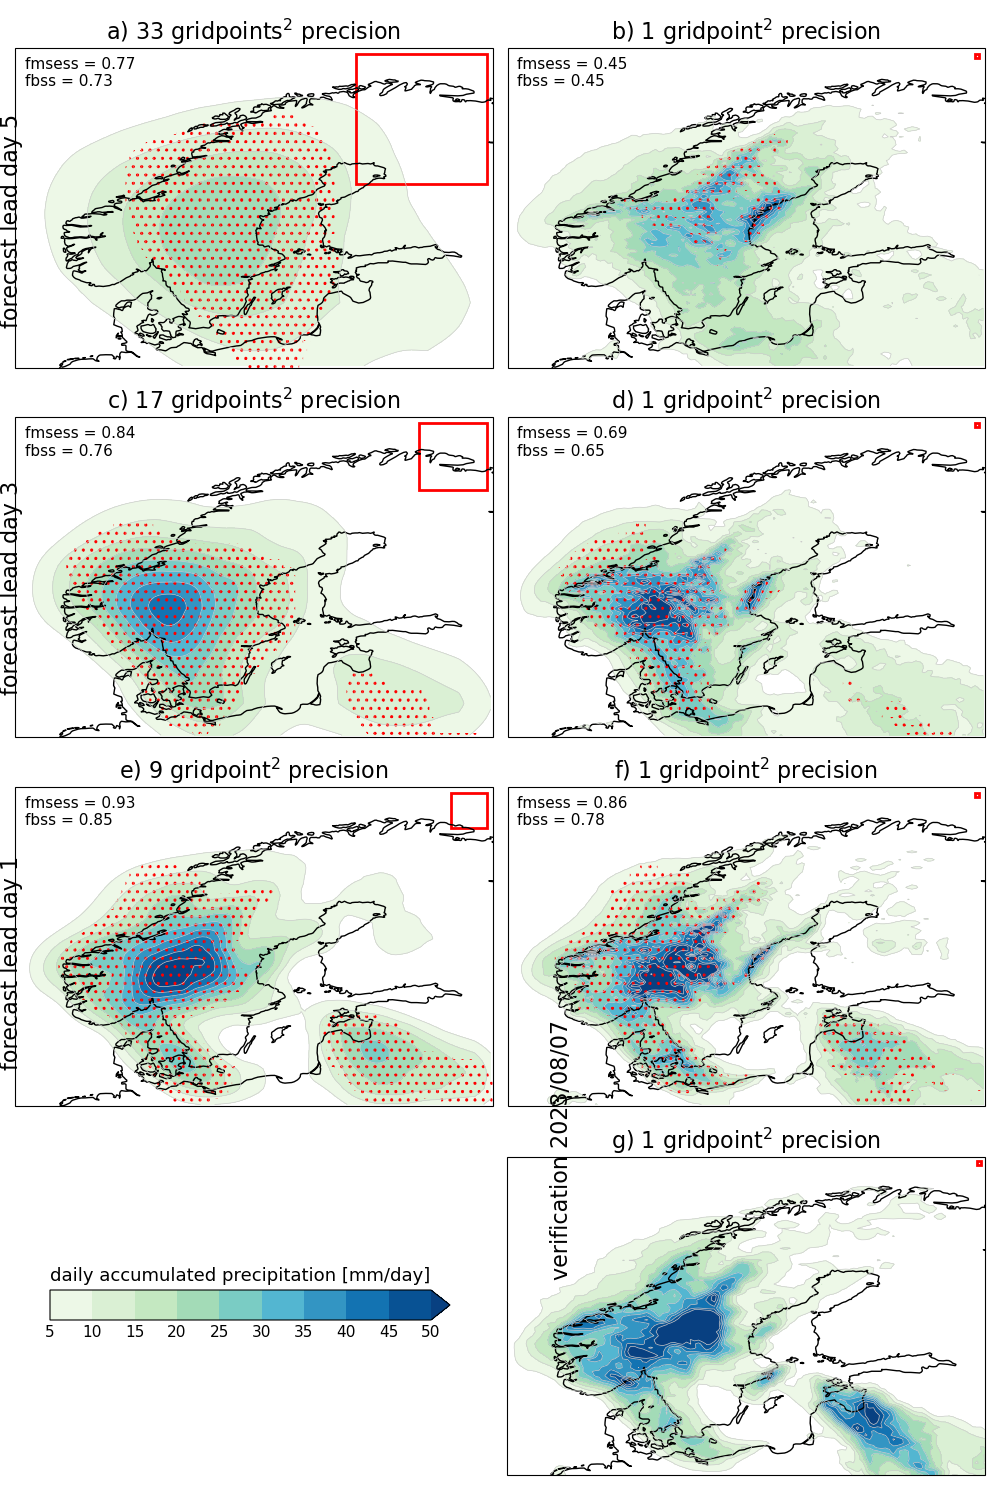 a) 33 gridpoints² precision
fmsess = 0.77
fbss = 0.73
forecast lead day 5
b) 1 gridpoint² precision
fmsess = 0.45
fbss = 0.45
c) 17 gridpoints² precision
fmsess = 0.84
fbss = 0.76
forecast lead day 3
d) 1 gridpoint² precision
fmsess = 0.69
fbss = 0.65
e) 9 gridpoint² precision
fmsess = 0.93
fbss = 0.85
forecast lead day 1
f) 1 gridpoint² precision
fmsess = 0.86
fbss = 0.78
g) 1 gridpoint² precision
verification 2023/08/07
daily accumulated precipitation [mm/day]
5 10 15 20 25 30 35 40 45 50